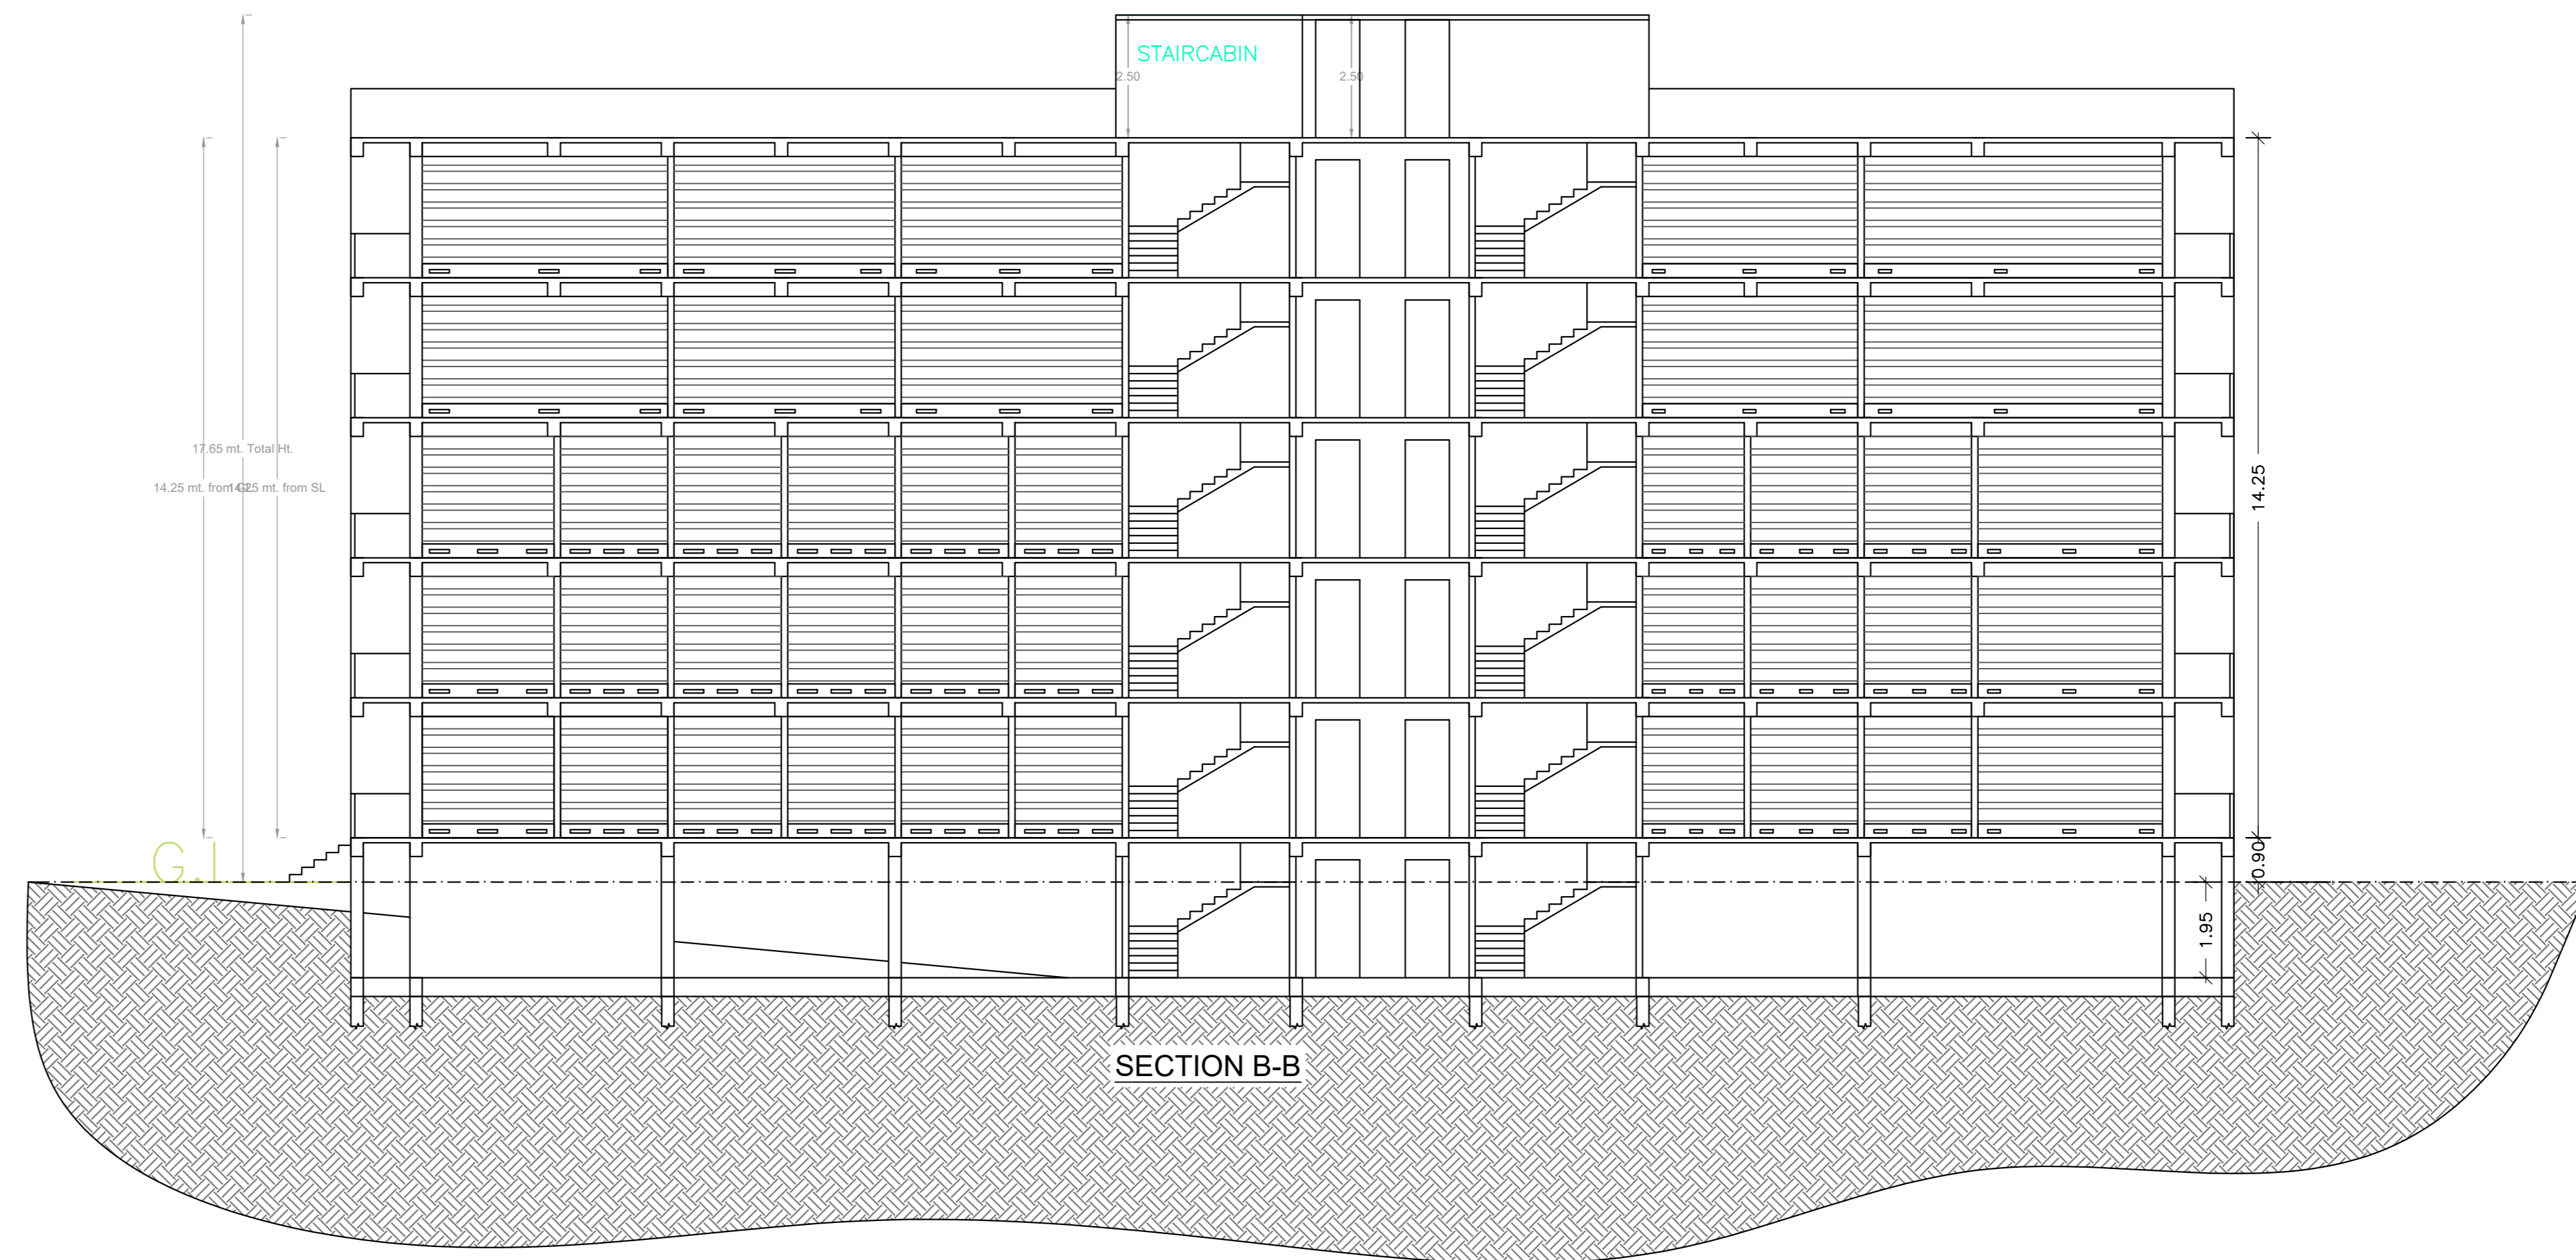 STAIRCABIN
2.50
2.50
17.65 mt. Total Ht.
14.25 mt. from GL
14.25 mt. from SL
14.25
G.l
0.90
1.95
SECTION B-B